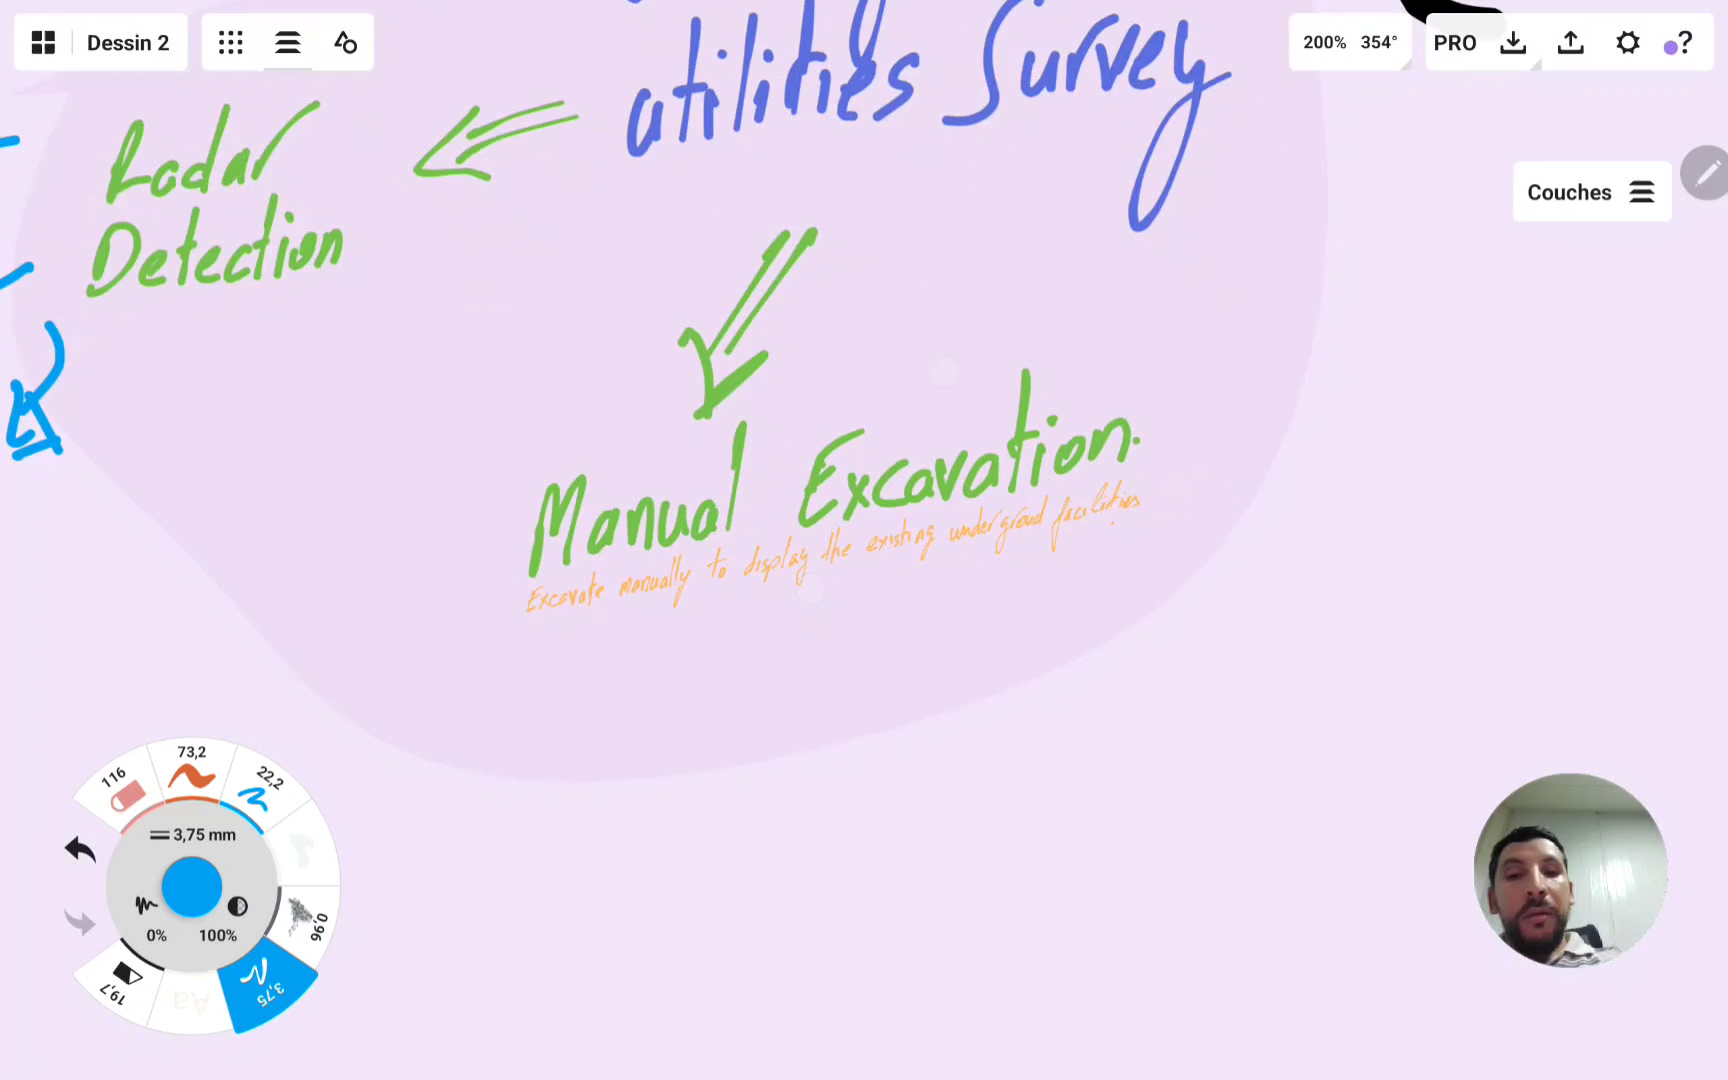 Dessin 2
200% 354° PRO ?
utilities Survey
Radar
Detection
Couches
Manual Excavation.
Excavate manually to display the existing undergroud facilities
116
73,2
22,2
3,75 mm
0,96
0% 100%
3,75
Aa
19,7